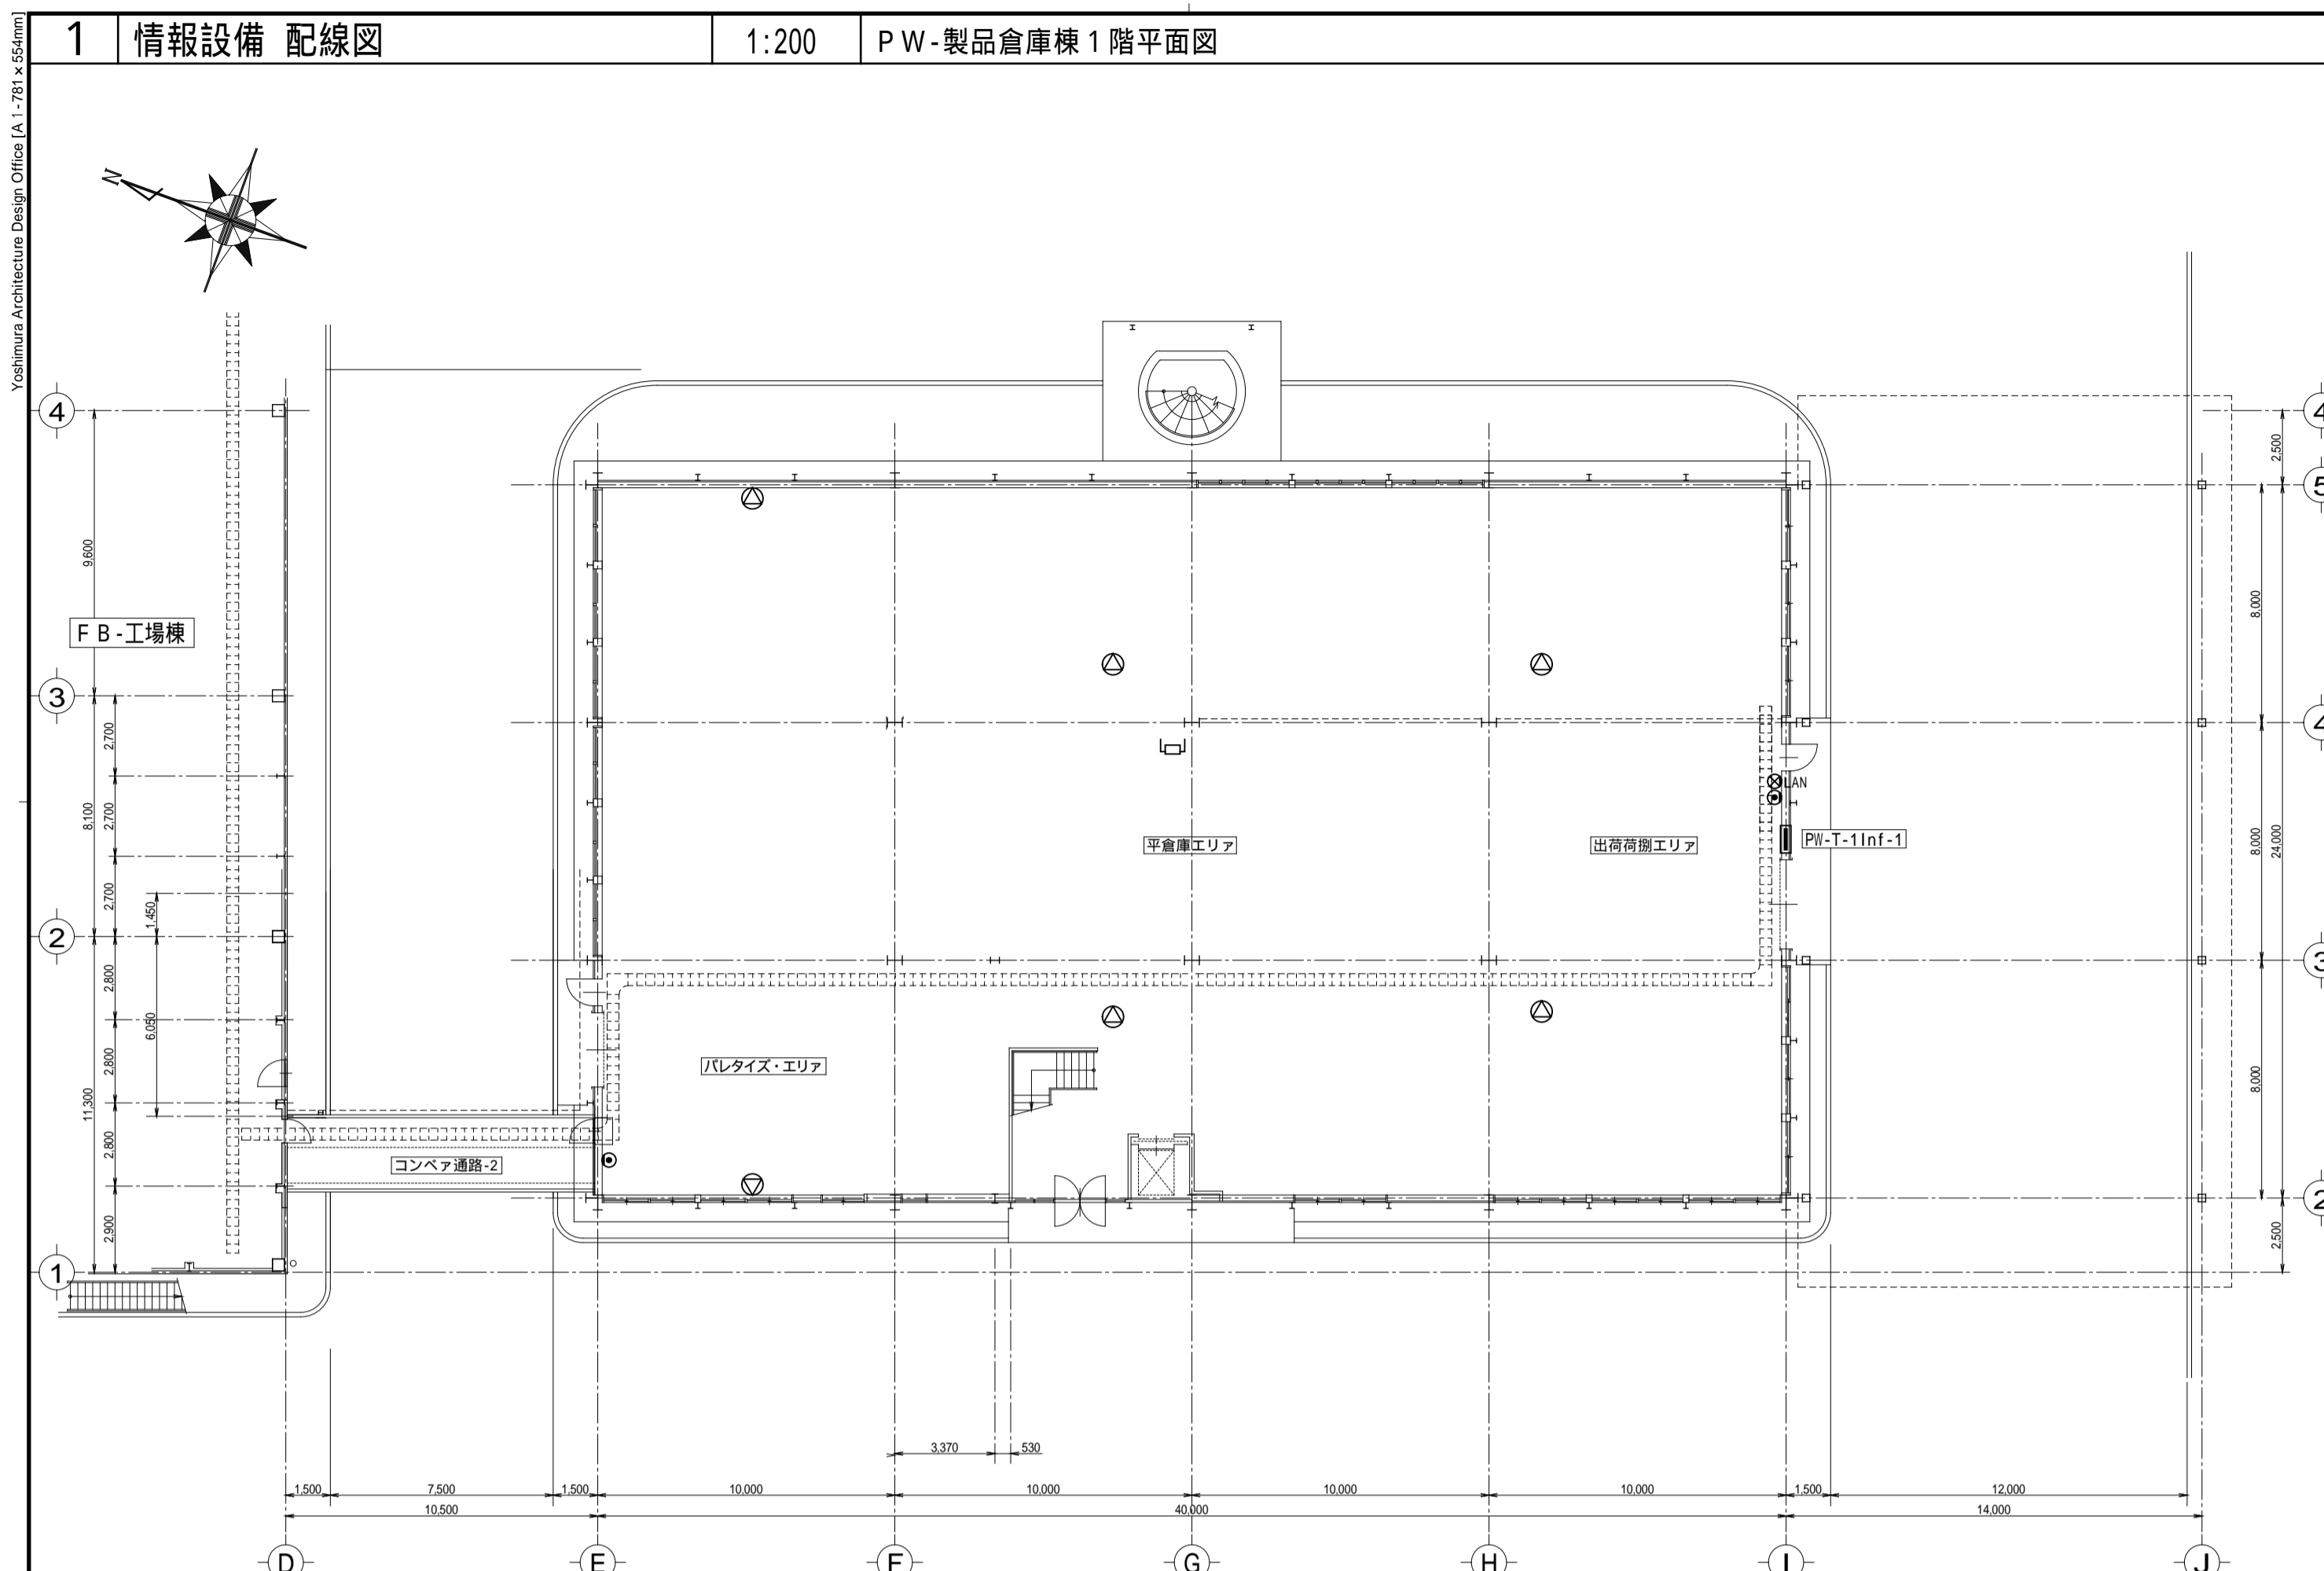 Yoshimura Architecture Design Office [A 1 - 781 × 554mm]
1 情報設備 配線図 1:200 PW-製品倉庫棟1階平面図
N
4
4
2,500
5
9,600
8,000
FB-工場棟
3
4
2,700
LAN
8,100
2,700
平倉庫エリア
出荷荷捌エリア
PW-T-1Inf-1
8,000
24,000
2,700
1,450
2
3
2,800
6,050
2,800
パレタイズ・エリア
8,000
11,300
2,800
コンベア通路-2
2
2,900
2,500
1
3,370
530
1,500
7,500
1,500
10,000
10,000
10,000
10,000
1,500
12,000
10,500
40,000
14,000
D
E
F
G
H
I
J